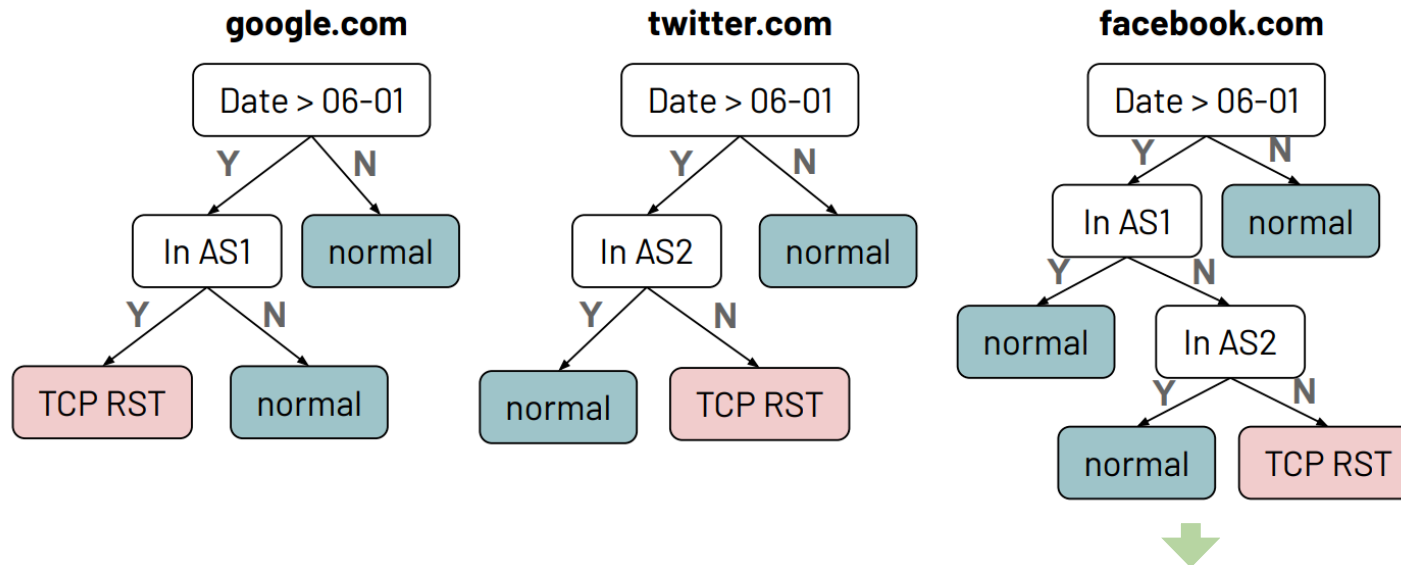 google.com
Date > 06-01
Y
N
In AS1
normal
Y
N
TCP RST
normal
twitter.com
Date > 06-01
Y
N
In AS2
normal
Y
N
normal
TCP RST
facebook.com
Date > 06-01
Y
N
In AS1
normal
Y
N
normal
In AS2
Y
N
normal
TCP RST